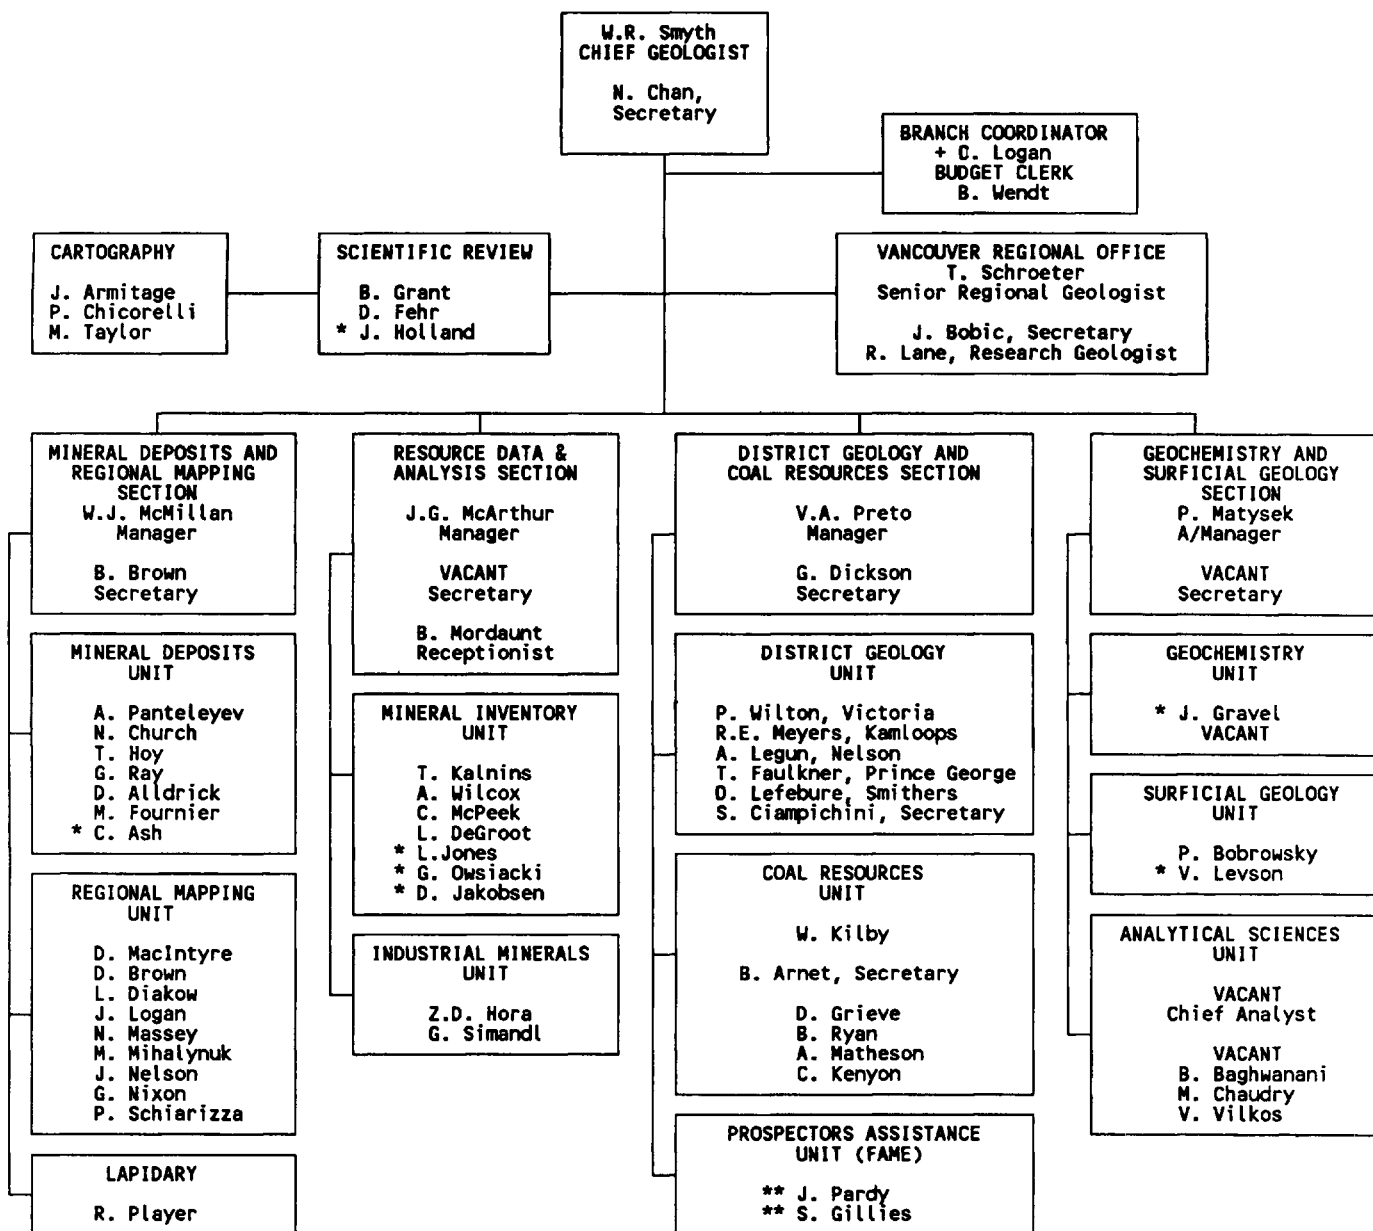 W.R. Smyth
CHIEF GEOLOGIST
N. Chan,
Secretary
BRANCH COORDINATOR
+ D. Logan
BUDGET CLERK
B. Wendt
CARTOGRAPHY
J. Armitage
P. Chicorelli
M. Taylor
SCIENTIFIC REVIEW
B. Grant
D. Fehr
* J. Holland
VANCOUVER REGIONAL OFFICE
T. Schroeter
Senior Regional Geologist
J. Bobic, Secretary
R. Lane, Research Geologist
MINERAL DEPOSITS AND
REGIONAL MAPPING
SECTION
W.J. McMillan
Manager
B. Brown
Secretary
MINERAL DEPOSITS
UNIT
A. Panteleyev
N. Church
T. Hoy
G. Ray
D. Alldrick
M. Fournier
* C. Ash
REGIONAL MAPPING
UNIT
D. MacIntyre
D. Brown
L. Diakow
J. Logan
N. Massey
M. Mihalynuk
J. Nelson
G. Nixon
P. Schiarizza
LAPIDARY
R. Player
RESOURCE DATA &
ANALYSIS SECTION
J.G. McArthur
Manager
VACANT
Secretary
B. Mordaunt
Receptionist
MINERAL INVENTORY
UNIT
T. Kalnins
A. Wilcox
C. McPeek
L. DeGroot
* L.Jones
* G. Owsiacki
* D. Jakobsen
INDUSTRIAL MINERALS
UNIT
Z.D. Hora
G. Simandl
DISTRICT GEOLOGY AND
COAL RESOURCES SECTION
V.A. Preto
Manager
G. Dickson
Secretary
DISTRICT GEOLOGY
UNIT
P. Wilton, Victoria
R.E. Meyers, Kamloops
A. Legun, Nelson
T. Faulkner, Prince George
D. Lefebure, Smithers
S. Ciampichini, Secretary
COAL RESOURCES
UNIT
W. Kilby
B. Arnet, Secretary
D. Grieve
B. Ryan
A. Matheson
C. Kenyon
PROSPECTORS ASSISTANCE
UNIT (FAME)
** J. Pardy
** S. Gillies
GEOCHEMISTRY AND
SURFICIAL GEOLOGY
SECTION
P. Matysek
A/Manager
VACANT
Secretary
GEOCHEMISTRY
UNIT
* J. Gravel
VACANT
SURFICIAL GEOLOGY
UNIT
P. Bobrowsky
* V. Levson
ANALYTICAL SCIENCES
UNIT
VACANT
Chief Analyst
VACANT
B. Baghwanani
M. Chaudry
V. Vilkos